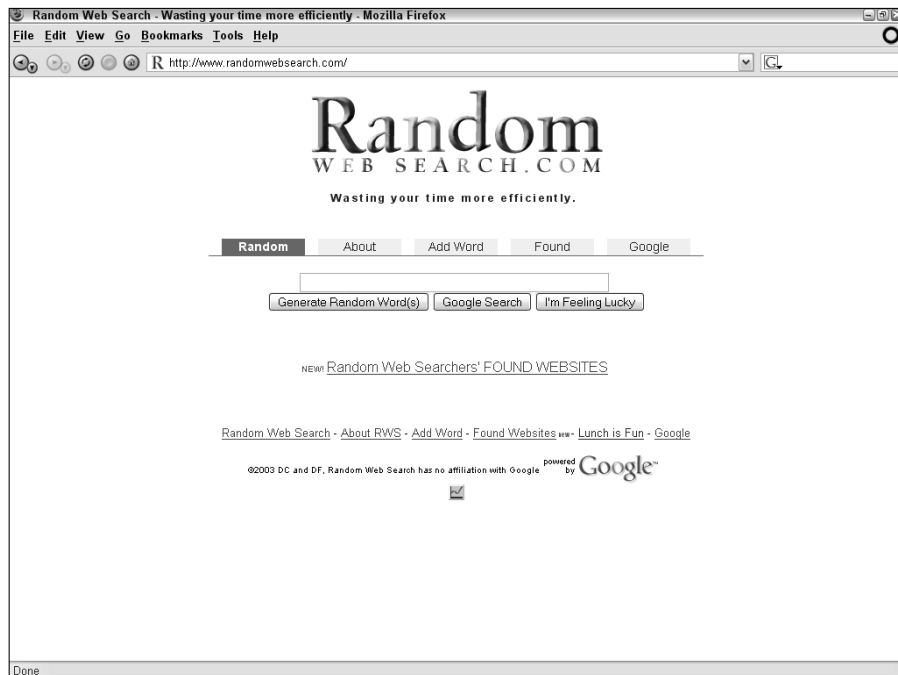 Random Web Search - Wasting your time more efficiently - Mozilla Firefox
File Edit View Go Bookmarks Tools Help
R http://www.randomwebsearch.com/ G
Random
WEB SEARCH.COM
Wasting your time more efficiently.
Random About Add Word Found Google
Generate Random Word(s) Google Search I'm Feeling Lucky
NEW! Random Web Searchers' FOUND WEBSITES
Random Web Search - About RWS - Add Word - Found Websites NEW - Lunch is Fun - Google
©2003 DC and DF, Random Web Search has no affiliation with Google powered by Google™
Done